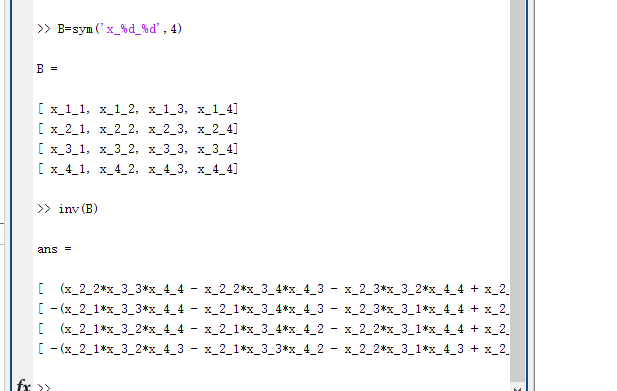 >> B=sym('x_%d_%d',4)
B =
[ x_1_1, x_1_2, x_1_3, x_1_4]
[ x_2_1, x_2_2, x_2_3, x_2_4]
[ x_3_1, x_3_2, x_3_3, x_3_4]
[ x_4_1, x_4_2, x_4_3, x_4_4]
>> inv(B)
ans =
[  (x_2_2*x_3_3*x_4_4 - x_2_2*x_3_4*x_4_3 - x_2_3*x_3_2*x_4_4 + x_2_
[ -(x_2_1*x_3_3*x_4_4 - x_2_1*x_3_4*x_4_3 - x_2_3*x_3_1*x_4_4 + x_2_
[  (x_2_1*x_3_2*x_4_4 - x_2_1*x_3_4*x_4_2 - x_2_2*x_3_1*x_4_4 + x_2_
[ -(x_2_1*x_3_2*x_4_3 - x_2_1*x_3_3*x_4_2 - x_2_2*x_3_1*x_4_3 + x_2_
fx >>